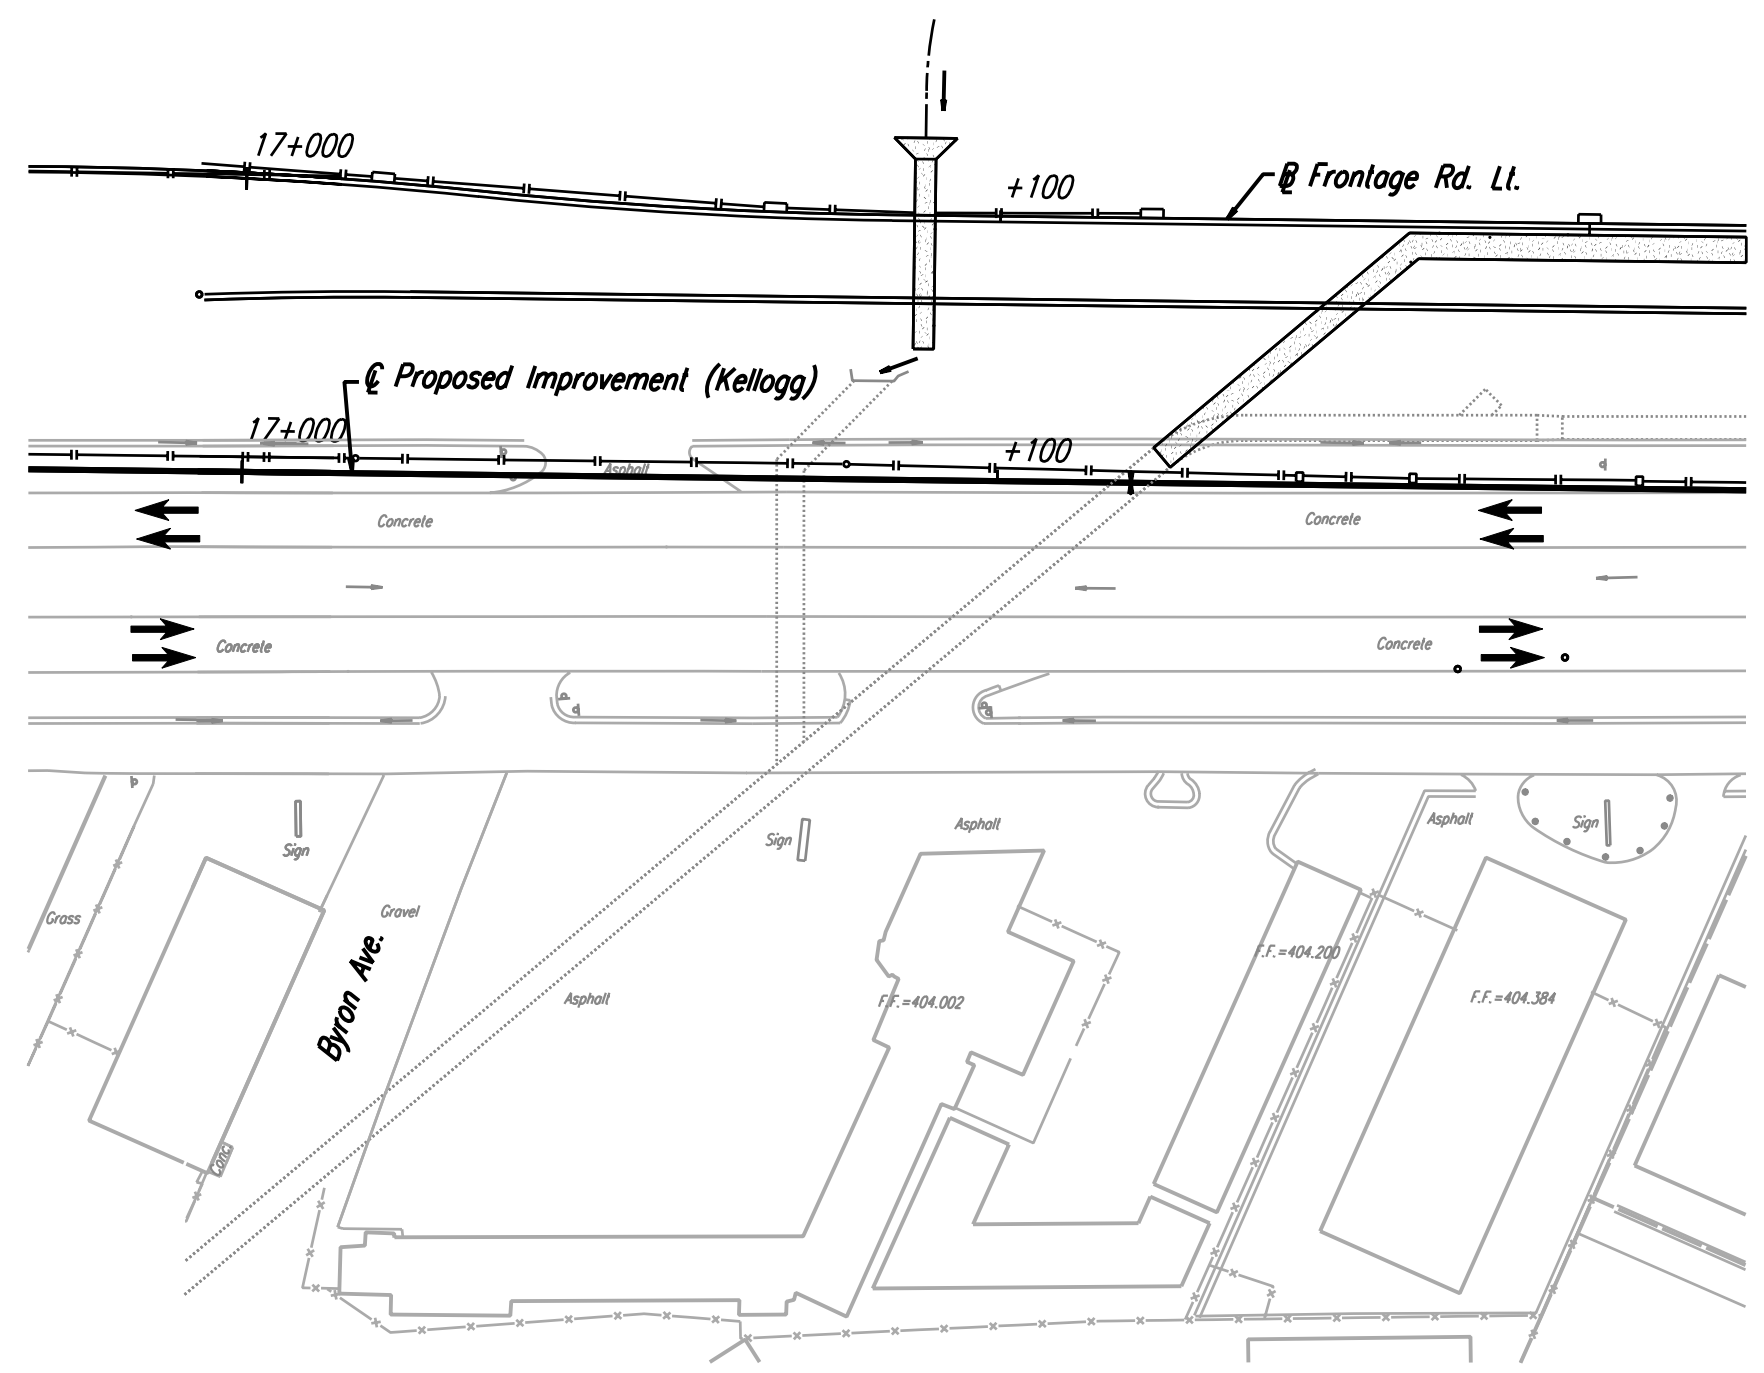 17+000
+100
℄ Frontage Rd. Lt.
℄ Proposed Improvement (Kellogg)
17+000
Asphalt
+100
Concrete
Concrete
Concrete
Concrete
Sign
Sign
Asphalt
Asphalt
Sign
Grass
Gravel
Byron Ave.
Asphalt
F.F.=404.002
F.F.=404.200
F.F.=404.384
Conc.